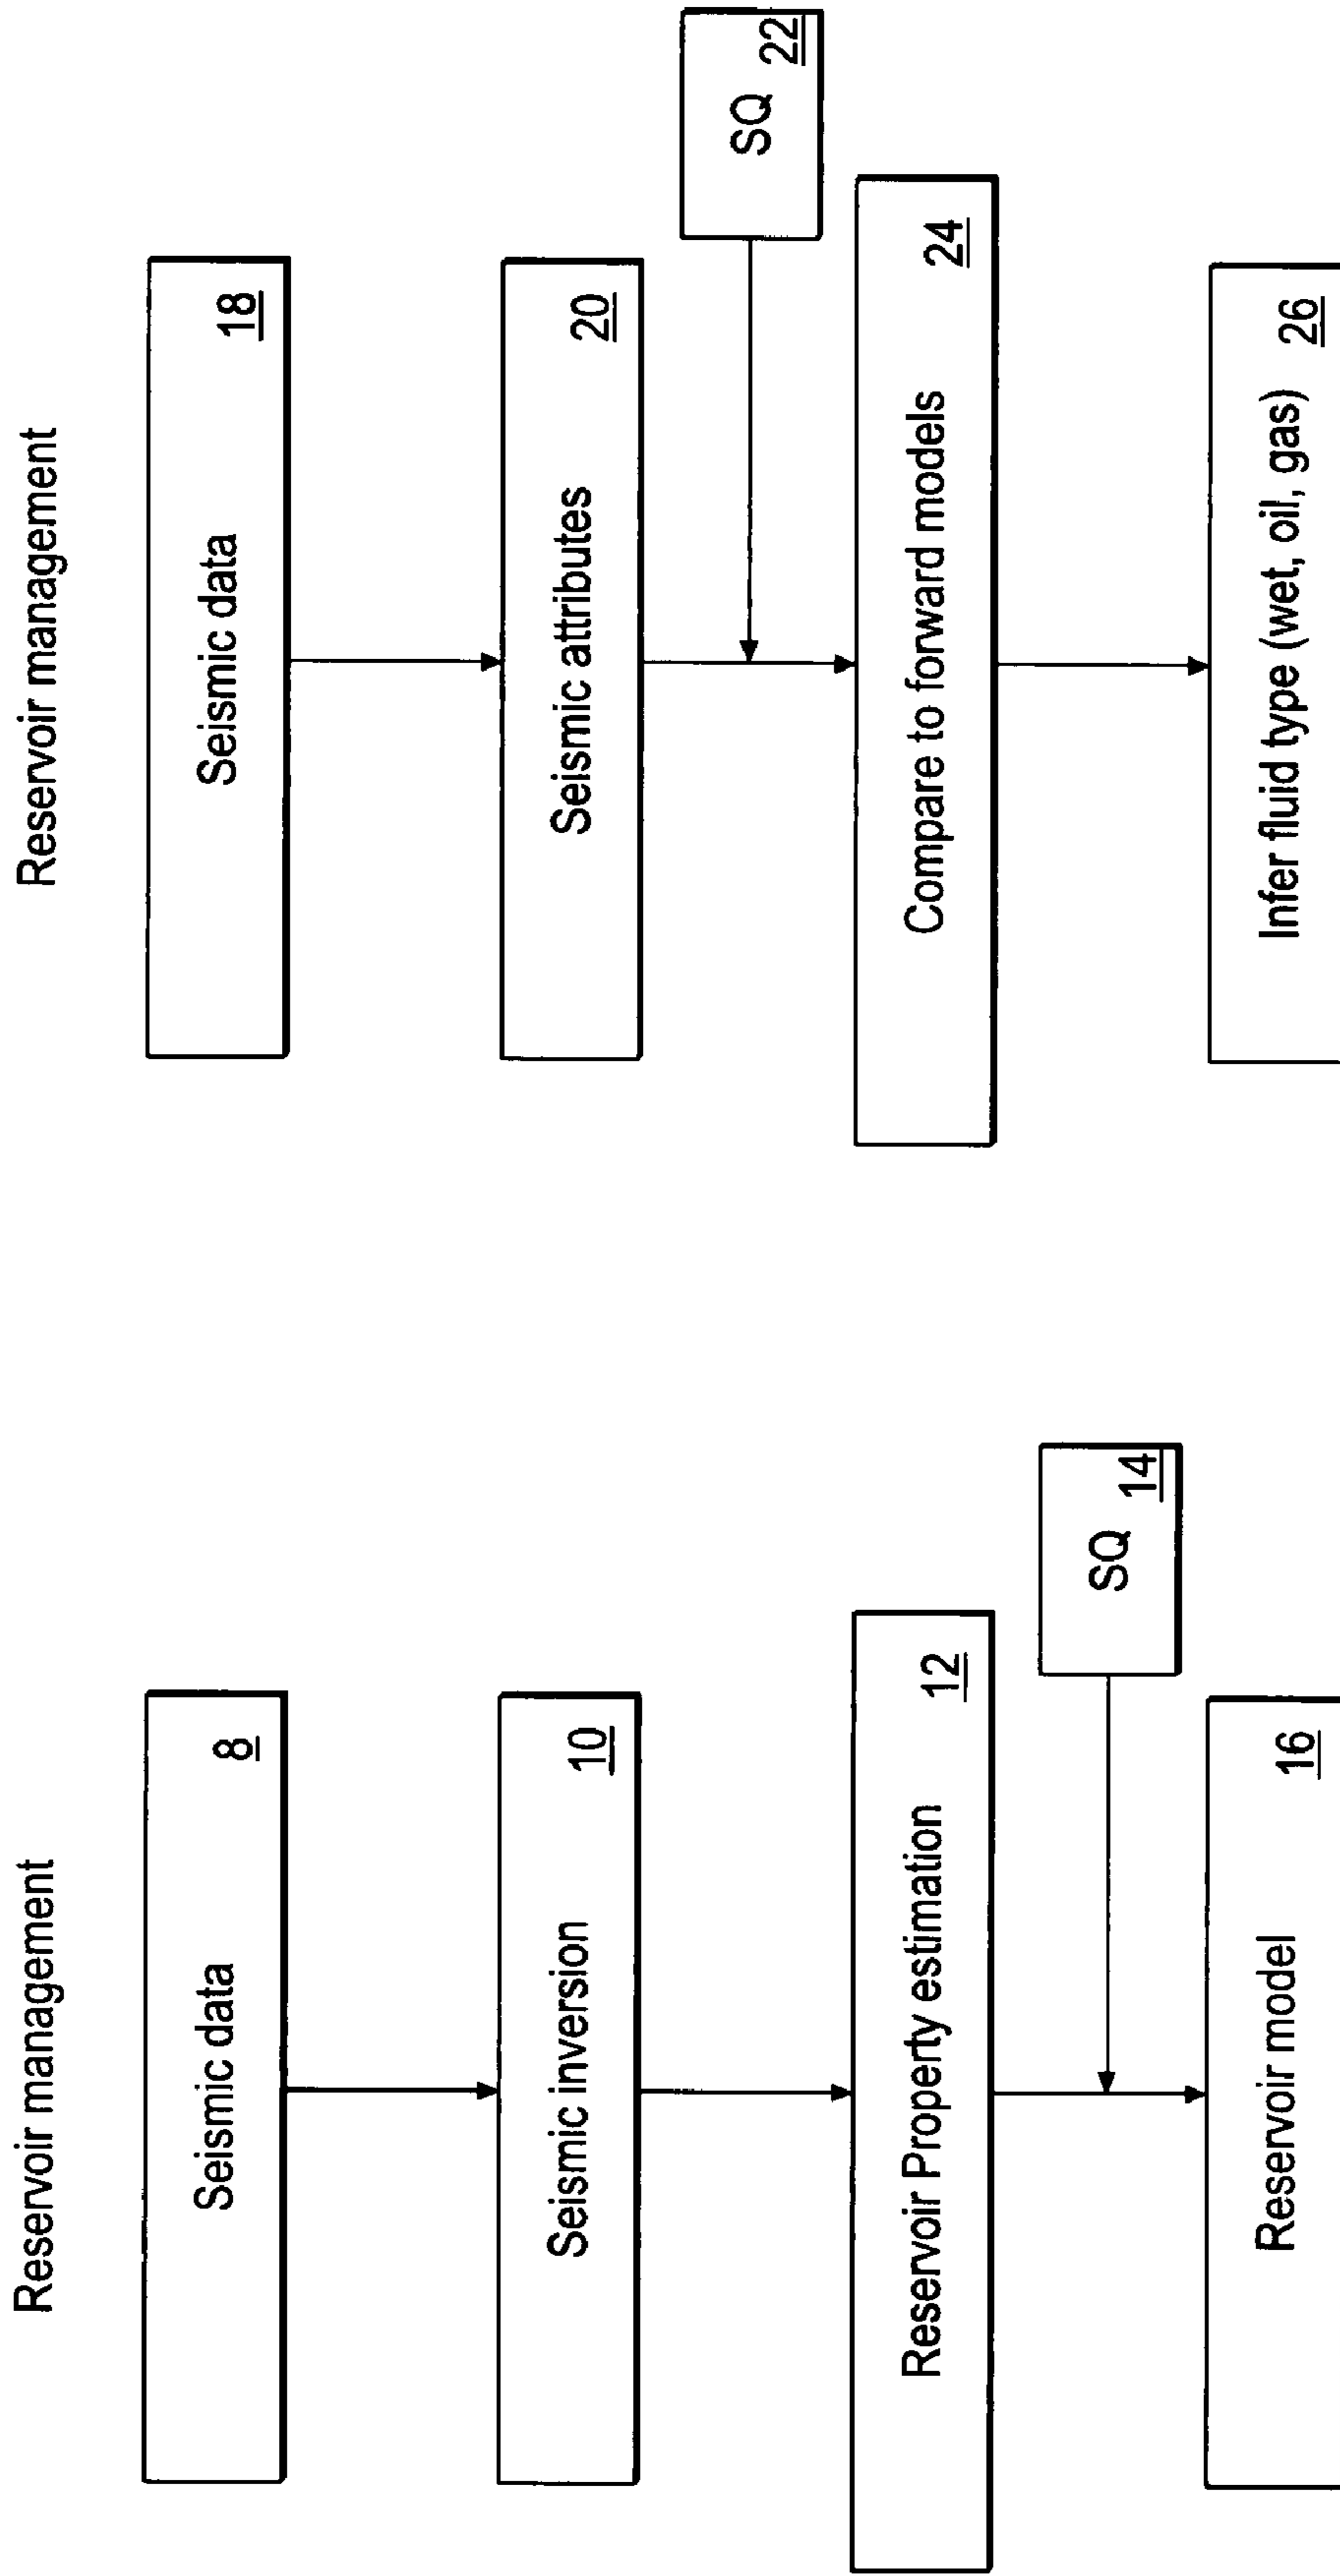 Reservoir management
Seismic data 8
Seismic inversion 10
Reservoir Property estimation 12
SQ 14
Reservoir model 16
Reservoir management
Seismic data 18
Seismic attributes 20
SQ 22
Compare to forward models 24
Infer fluid type (wet, oil, gas) 26